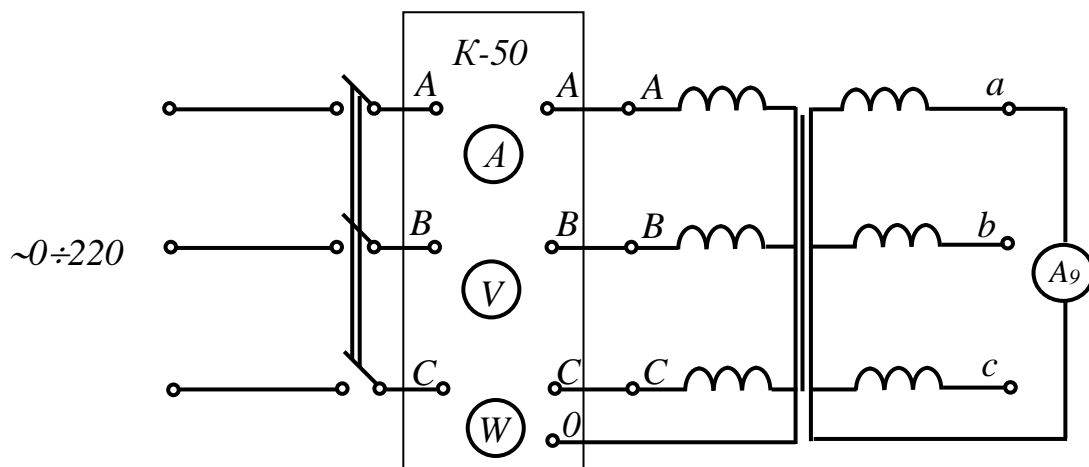 К-50
A A A a
A
B B B b
~0÷220
V
A₉
C C C c
W 0